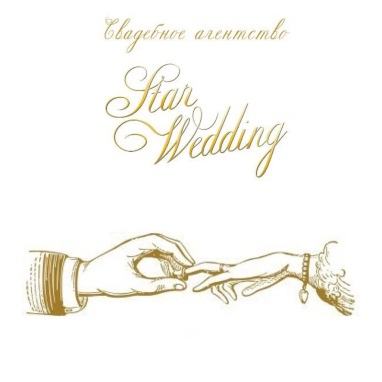 Свадебное агентство
Star
Wedding